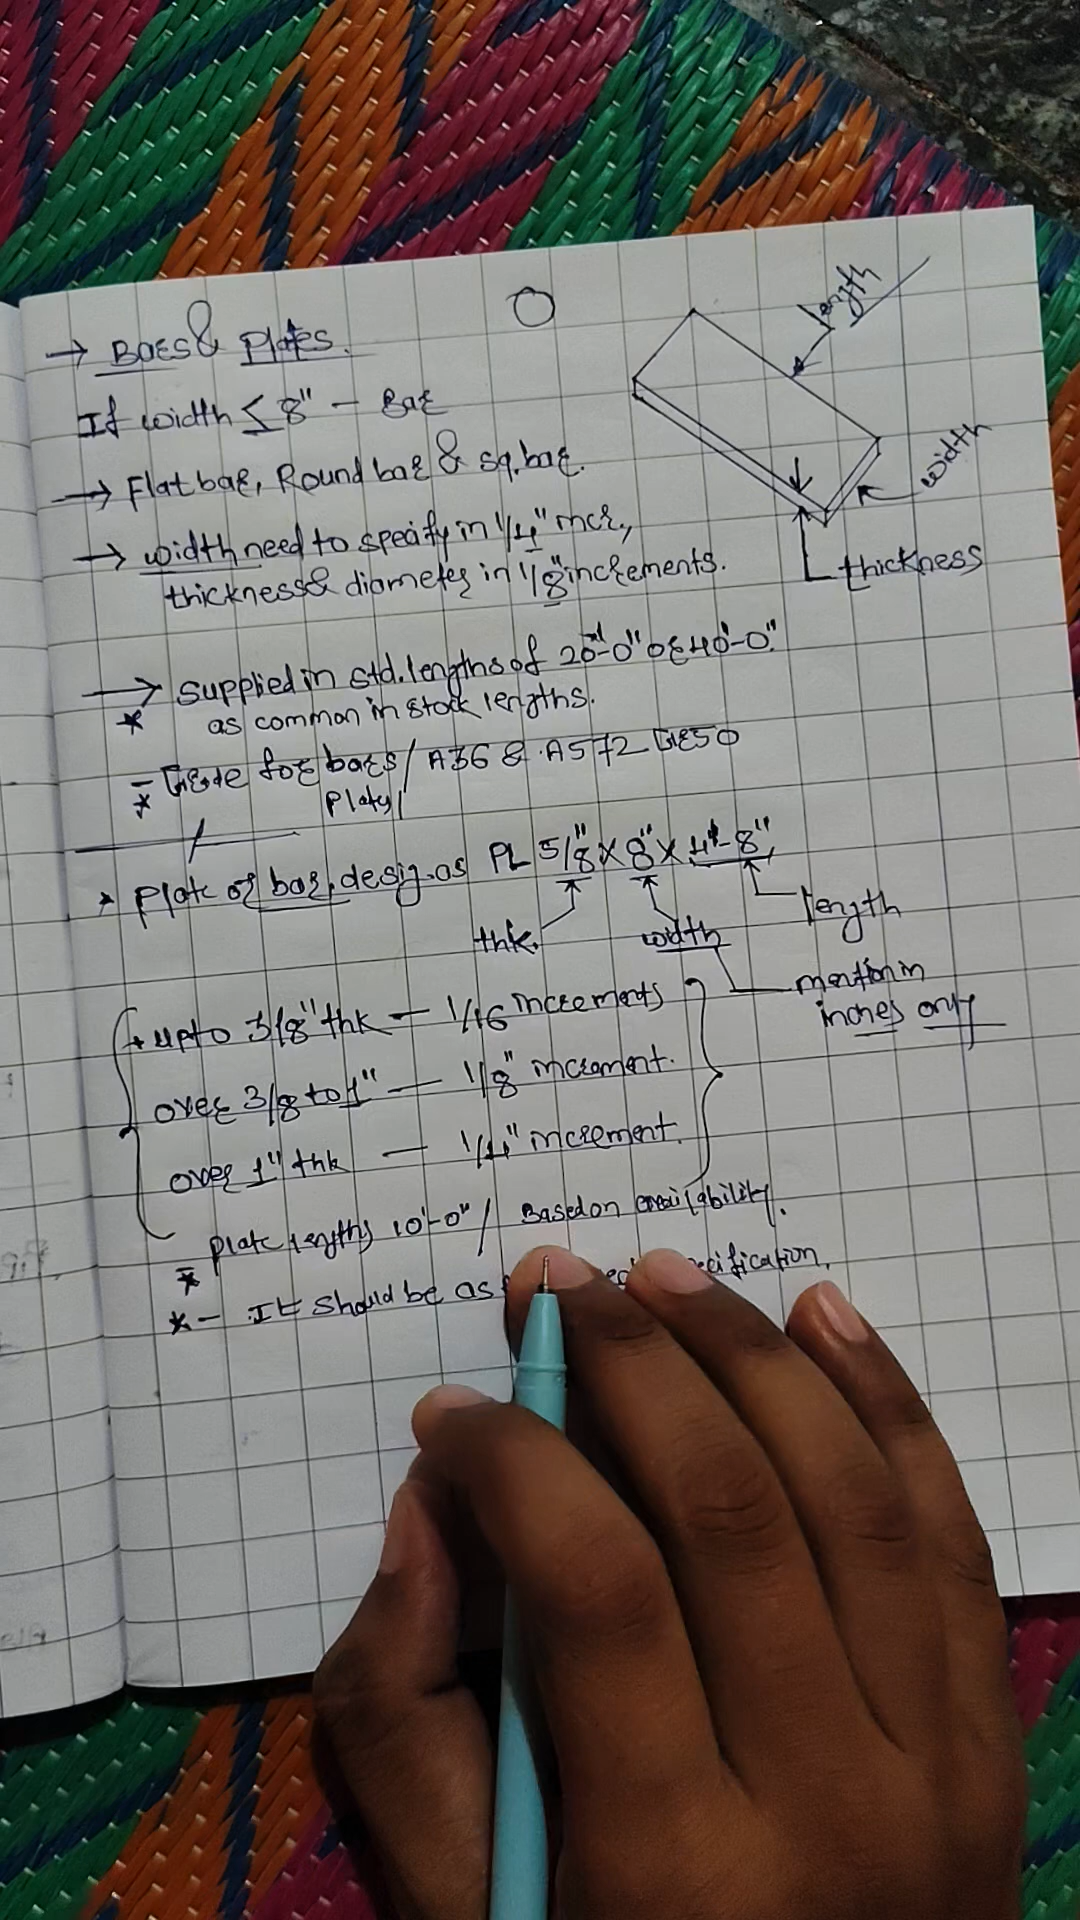 → Bars & Plates.
If width ≤ 8" — Bar
→ Flat bar, Round bar & sq. bar.
→ width need to specify in 1/4" incr,
thickness & diameter in 1/8" increments.
length
width
thickness
→ supplied in std. lengths of 20'-0" or 40'-0".
* as common in stock lengths.
* - Grade for bars/ A36 & A572 GR50
plates/
Plate or bar desig. as PL 5/8" x 8" x 4'-8"
thk.
width
length
mention in
inches only
* upto 3/8" thk — 1/16 increments
over 3/8 to 1" — 1/8" increment.
over 1" thk — 1/4" increment.
* Plate lengths 10'-0" / Based on availability.
* - It should be as